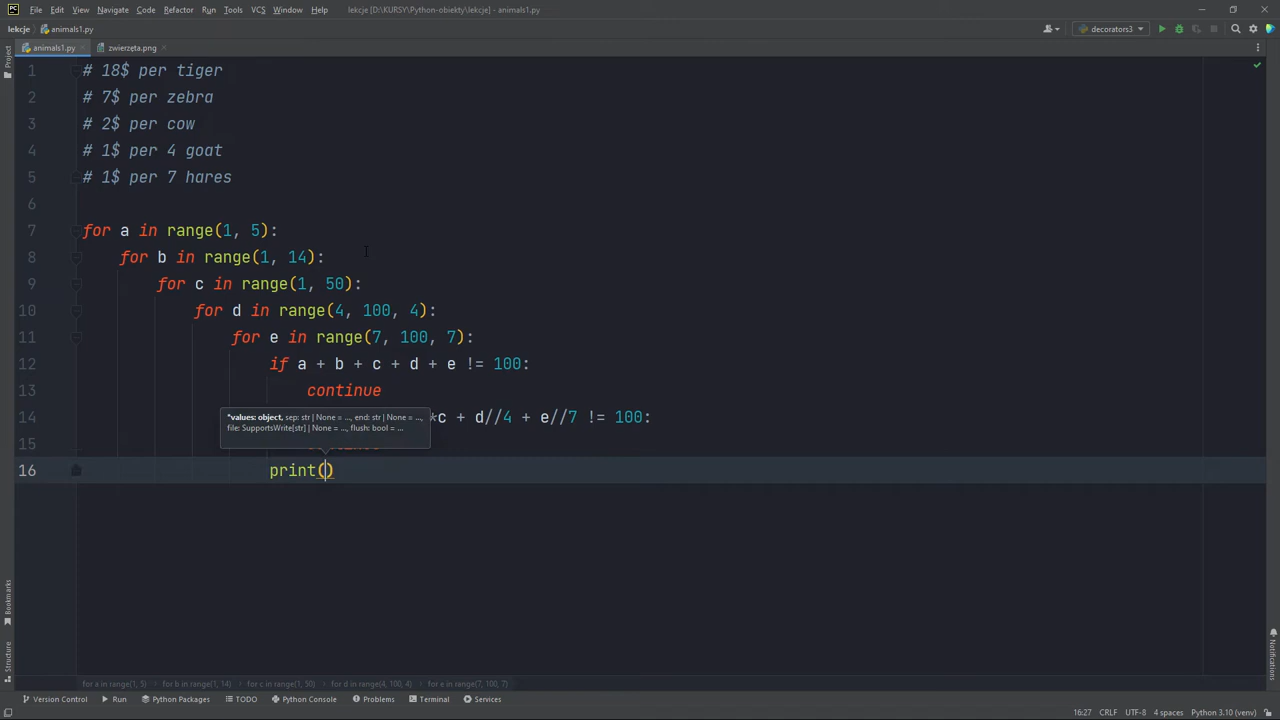 PC File Edit View Navigate Code Refactor Run Tools VCS Window Help lekcje [D:\KURSY\Python-obiekty\lekcje] - animals1.py
lekcje animals1.py decorators3
animals1.py zwierzęta.png
Project
1 # 18$ per tiger
2 # 7$ per zebra
3 # 2$ per cow
4 # 1$ per 4 goat
5 # 1$ per 7 hares
6
7 for a in range(1, 5):
8 for b in range(1, 14):
9 for c in range(1, 50):
10 for d in range(4, 100, 4):
11 for e in range(7, 100, 7):
12 if a + b + c + d + e != 100:
13 continue
*values: object, sep: str | None = ..., end: str | None = ...,
file: SupportsWrite[str] | None = ..., flush: bool = ...
14 *c + d//4 + e//7 != 100:
15
16 print()
Bookmarks
Structure
Notifications
for a in range(1, 5) for b in range(1, 14) for c in range(1, 50) for d in range(4, 100, 4) for e in range(7, 100, 7)
Version Control Run Python Packages TODO Python Console Problems Terminal Services
16:27 CRLF UTF-8 4 spaces Python 3.10 (venv)